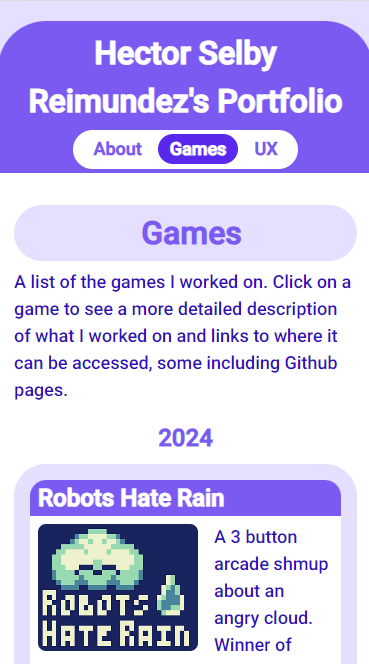 Hector Selby
Reimundez's Portfolio
About Games UX
Games
A list of the games I worked on. Click on a
game to see a more detailed description
of what I worked on and links to where it
can be accessed, some including Github
pages.
2024
Robots Hate Rain
ROBOTS
HATE RAIN
A 3 button
arcade shmup
about an
angry cloud.
Winner of